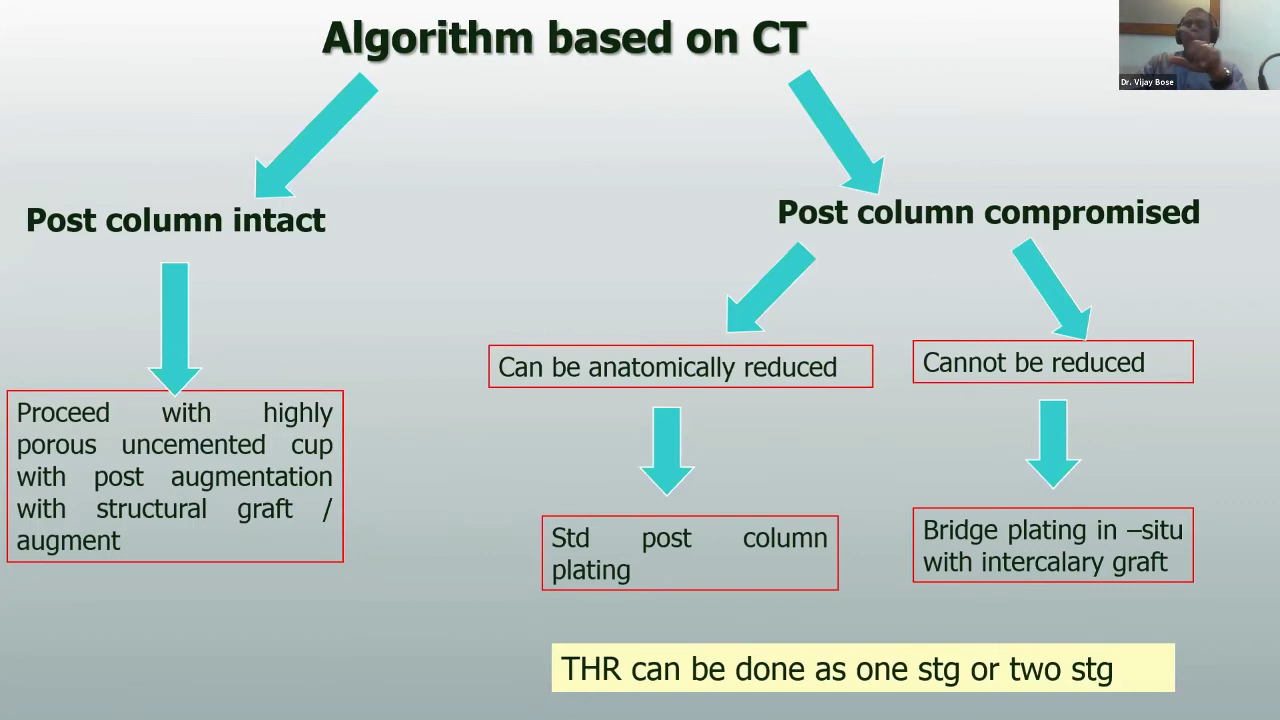 Algorithm based on CT
Dr. Vijay Bose
Post column intact
Post column compromised
Can be anatomically reduced
Cannot be reduced
Proceed with highly
porous uncemented cup
with post augmentation
with structural graft /
augment
Std post column
plating
Bridge plating in –situ
with intercalary graft
THR can be done as one stg or two stg